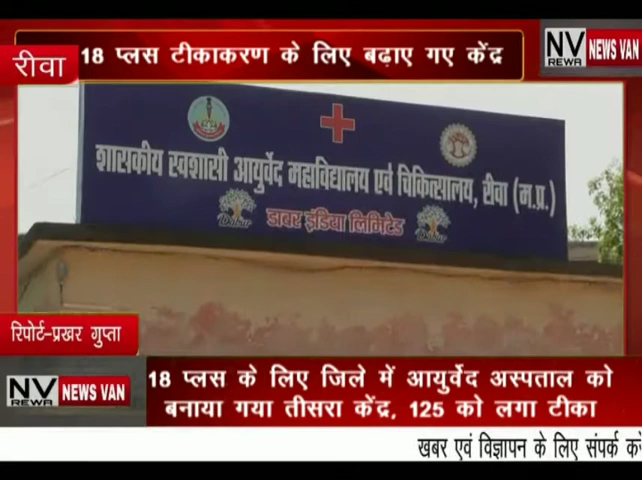 18 प्लस टीकाकरण के लिए बढ़ाए गए केंद्र
रीवा
NV
REWA
NEWS VAN
शासकीय स्वशासी आयुर्वेद महाविद्यालय एवं चिकित्सालय, रीवा (म.प्र.)
Dabur
डाबर इंडिया लिमिटेड
Dabur
रिपोर्ट-प्रखर गुप्ता
NV
REWA
NEWS VAN
18 प्लस के लिए जिले में आयुर्वेद अस्पताल को
बनाया गया तीसरा केंद्र, 125 को लगा टीका
खबर एवं विज्ञापन के लिए संपर्क करें